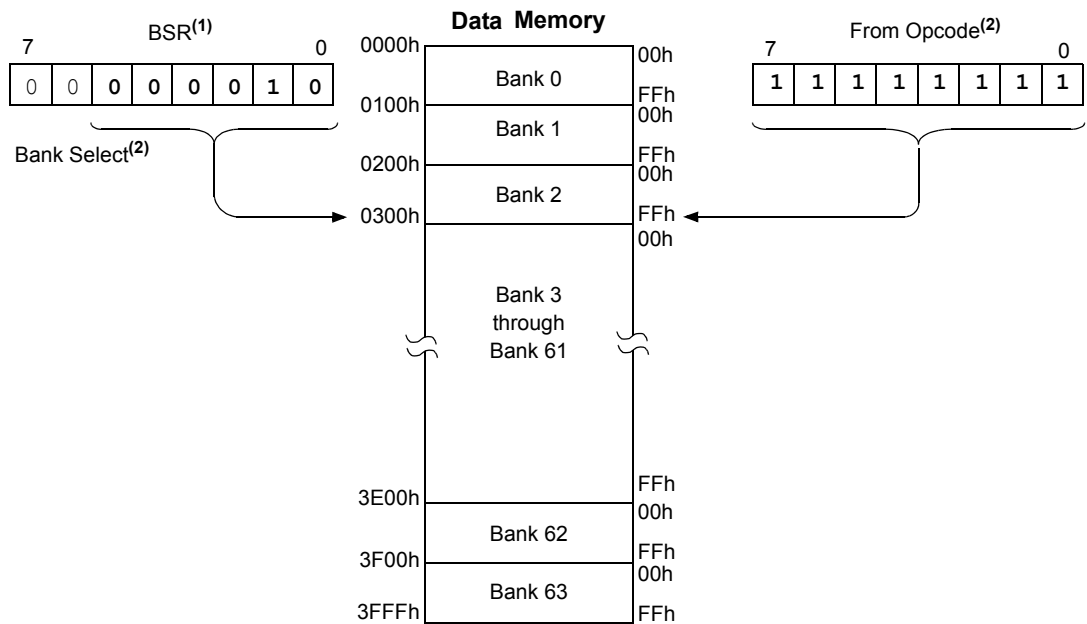 Data Memory
BSR(1)
7 0
0 0 0 0 0 0 1 0
Bank Select(2)
From Opcode(2)
7 0
1 1 1 1 1 1 1 1
0000h
00h
Bank 0
FFh
0100h
00h
Bank 1
FFh
0200h
00h
Bank 2
FFh
0300h
00h
Bank 3
through
Bank 61
FFh
3E00h
00h
Bank 62
FFh
3F00h
00h
Bank 63
3FFFh
FFh